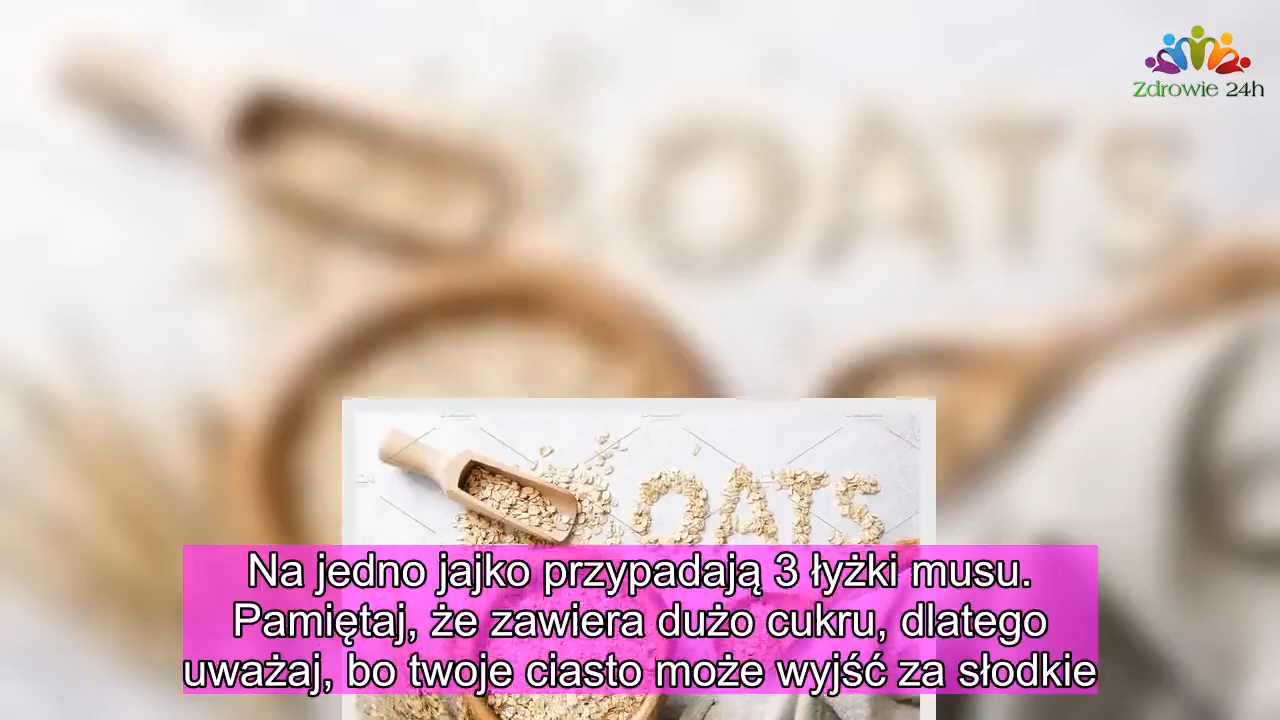 Zdrowie 24h
OATS
OATS
Na jedno jajko przypadają 3 łyżki musu.
Pamiętaj, że zawiera dużo cukru, dlatego
uważaj, bo twoje ciasto może wyjść za słodkie